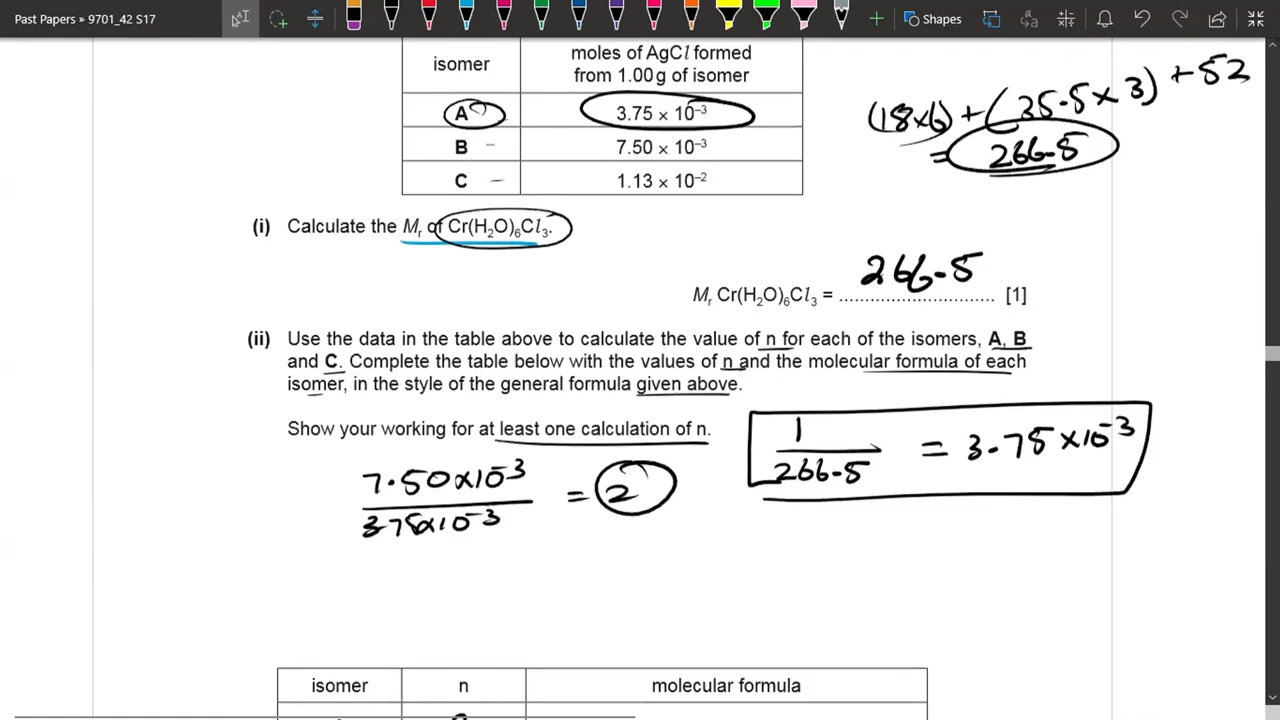 Past Papers » 9701_42 S17
Shapes
isomer
moles of AgCl formed
from 1.00 g of isomer
A
3.75 × 10⁻³
B
7.50 × 10⁻³
C
1.13 × 10⁻²
(18×6) + (35.5×3) + 52
= 266.5
(i) Calculate the Mr of Cr(H₂O)₆Cl₃.
266.5
Mr Cr(H₂O)₆Cl₃ = .............................. [1]
(ii) Use the data in the table above to calculate the value of n for each of the isomers, A, B
and C. Complete the table below with the values of n and the molecular formula of each
isomer, in the style of the general formula given above.
Show your working for at least one calculation of n.
7.50×10⁻³
3.75×10⁻³
= 2
1
266.5
= 3.75×10⁻³
isomer
n
molecular formula